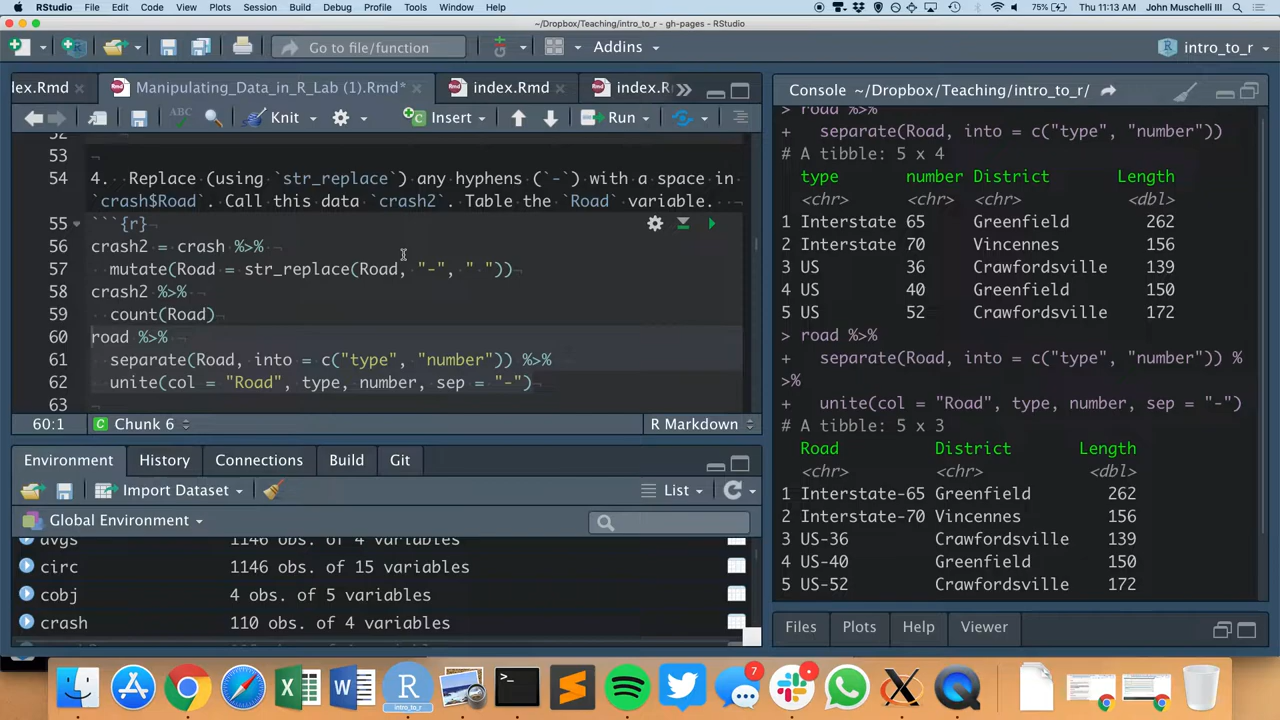 RStudio File Edit Code View Plots Session Build Debug Profile Tools Window Help 75% Thu 11:13 AM John Muschelli III
~/Dropbox/Teaching/intro_to_r - gh-pages - RStudio
Go to file/function Addins intro_to_r
dex.Rmd Manipulating_Data_in_R_Lab (1).Rmd* index.Rmd index.R
ABC Knit Insert Run
53
54 4. Replace (using `str_replace`) any hyphens (`-`) with a space in
`crash$Road`. Call this data `crash2`. Table the `Road` variable.
55 ```{r}
56 crash2 = crash %>%
57 mutate(Road = str_replace(Road, "-", " "))
58 crash2 %>%
59 count(Road)
60 road %>%
61 separate(Road, into = c("type", "number")) %>%
62 unite(col = "Road", type, number, sep = "-")
63
60:1 Chunk 6 R Markdown
Environment History Connections Build Git
Import Dataset List
Global Environment
avgs 1146 obs. of 4 variables
circ 1146 obs. of 15 variables
cobj 4 obs. of 5 variables
crash 110 obs. of 4 variables
Console ~/Dropbox/Teaching/intro_to_r/
> road %>%
+ separate(Road, into = c("type", "number"))
# A tibble: 5 x 4
type number District Length
<chr> <chr> <chr> <dbl>
1 Interstate 65 Greenfield 262
2 Interstate 70 Vincennes 156
3 US 36 Crawfordsville 139
4 US 40 Greenfield 150
5 US 52 Crawfordsville 172
> road %>%
+ separate(Road, into = c("type", "number")) %
>%
+ unite(col = "Road", type, number, sep = "-")
# A tibble: 5 x 3
Road District Length
<chr> <chr> <dbl>
1 Interstate-65 Greenfield 262
2 Interstate-70 Vincennes 156
3 US-36 Crawfordsville 139
4 US-40 Greenfield 150
5 US-52 Crawfordsville 172
Files Plots Help Viewer
R
intro_to_r
7